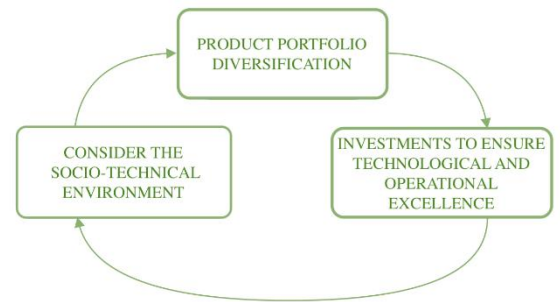 PRODUCT PORTFOLIO
DIVERSIFICATION
CONSIDER THE
SOCIO-TECHNICAL
ENVIRONMENT
INVESTMENTS TO ENSURE
TECHNOLOGICAL AND
OPERATIONAL
EXCELLENCE